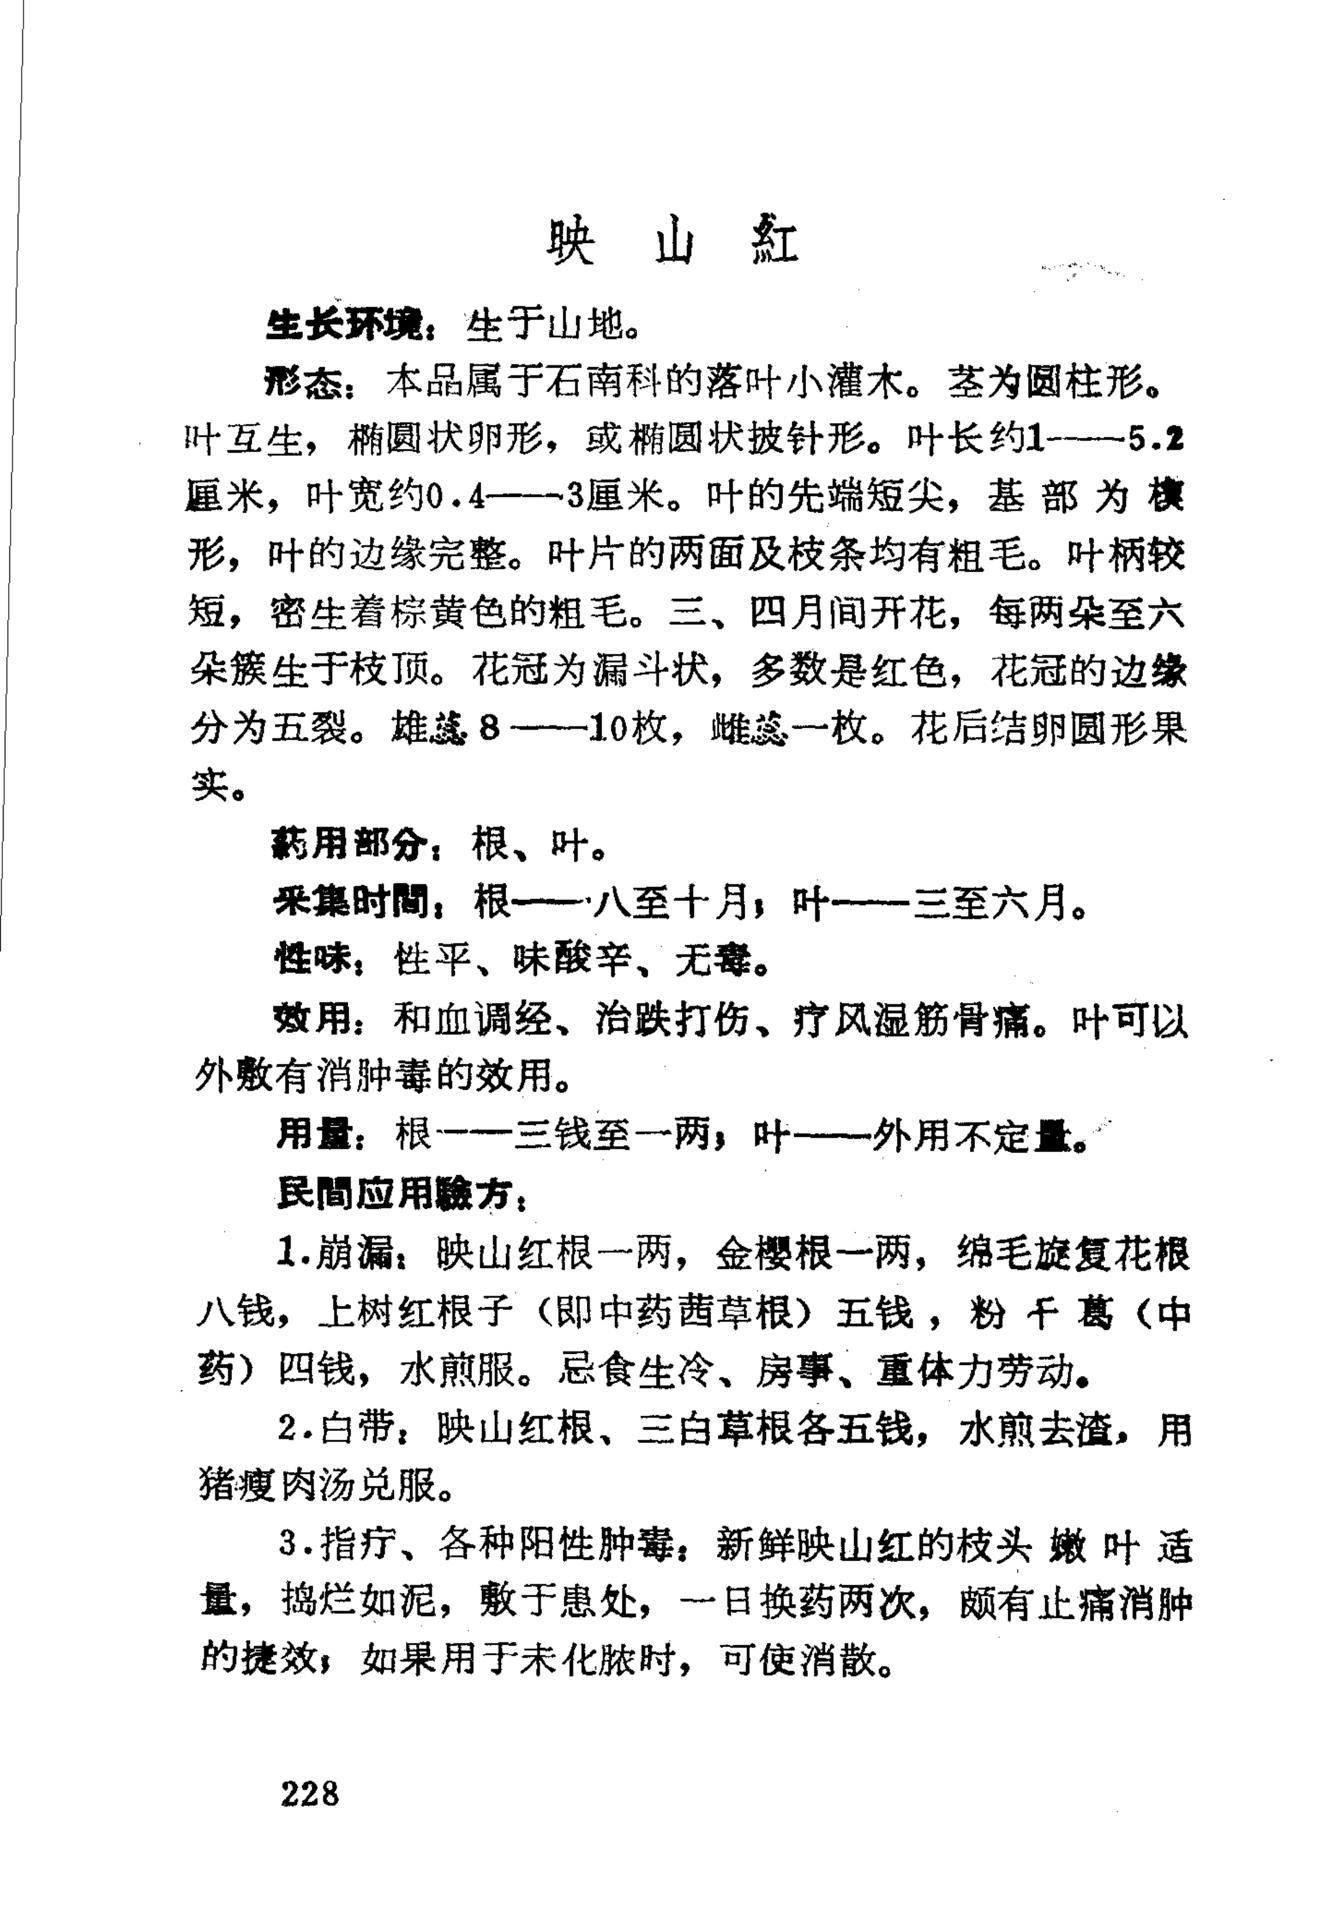 映山紅
生长环境：生于山地。
形态：本品属于石南科的落叶小灌木。茎为圆柱形。
叶互生，椭圆状卵形，或椭圆状披针形。叶长约1——5.2
厘米，叶宽约0.4——3厘米。叶的先端短尖，基部为楔
形，叶的边缘完整。叶片的两面及枝条均有粗毛。叶柄较
短，密生着棕黄色的粗毛。三、四月间开花，每两朵至六
朵簇生于枝顶。花冠为漏斗状，多数是红色，花冠的边缘
分为五裂。雄蕊8——10枚，雌蕊一枚。花后结卵圆形果
实。
药用部分：根、叶。
采集时間：根——八至十月；叶——三至六月。
性味：性平、味酸辛、无毒。
效用：和血调经、治跌打伤、疗风湿筋骨痛。叶可以
外敷有消肿毒的效用。
用量：根——三钱至一两；叶——外用不定量。
民間应用驗方：
1.崩漏：映山红根一两，金樱根一两，绵毛旋复花根
八钱，上树红根子（即中药茜草根）五钱，粉干葛（中
药）四钱，水煎服。忌食生冷、房事、重体力劳动。
2.白带：映山红根、三白草根各五钱，水煎去渣，用
猪瘦肉汤兑服。
3.指疔、各种阳性肿毒：新鲜映山红的枝头嫩叶适
量，捣烂如泥，敷于患处，一日换药两次，颇有止痛消肿
的捷效；如果用于未化脓时，可使消散。
228